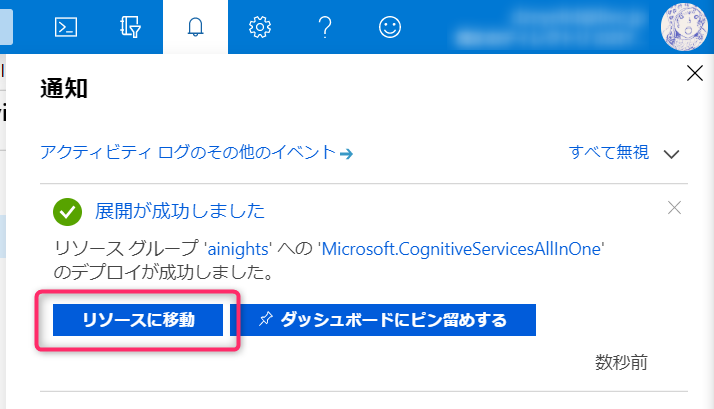 通知
アクティビティ ログのその他のイベント→
すべて無視
展開が成功しました
リソース グループ 'ainights' への 'Microsoft.CognitiveServicesAllInOne'
のデプロイが成功しました。
リソースに移動
ダッシュボードにピン留めする
数秒前